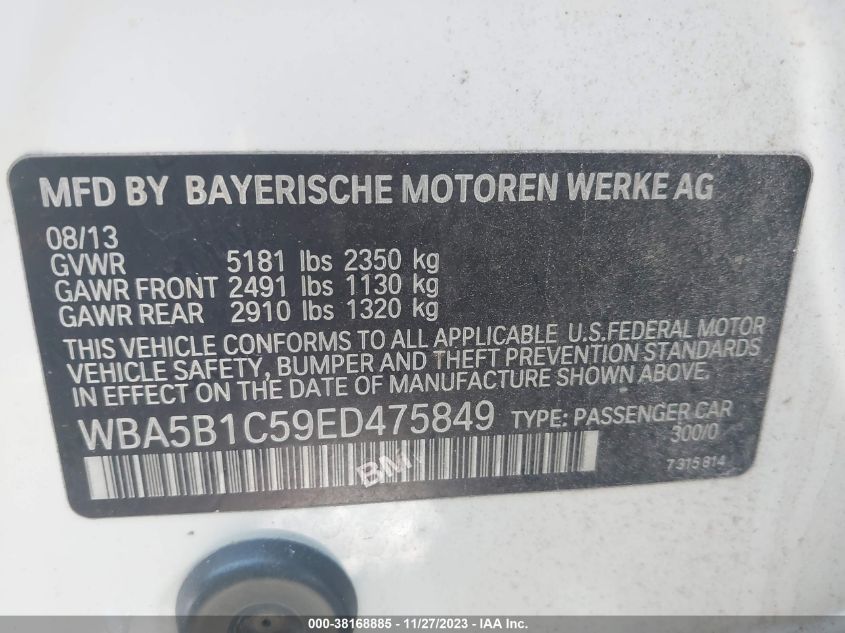 MFD BY BAYERISCHE MOTOREN WERKE AG
08/13
GVWR 5181 lbs 2350 kg
GAWR FRONT 2491 lbs 1130 kg
GAWR REAR 2910 lbs 1320 kg
THIS VEHICLE CONFORMS TO ALL APPLICABLE U.S.FEDERAL MOTOR
VEHICLE SAFETY, BUMPER AND THEFT PREVENTION STANDARDS
IN EFFECT ON THE DATE OF MANUFACTURE SHOWN ABOVE.
WBA5B1C59ED475849 TYPE: PASSENGER CAR
300/0
BM
7315814
000-38168885 - 11/27/2023 - Copyright IAA, Inc.